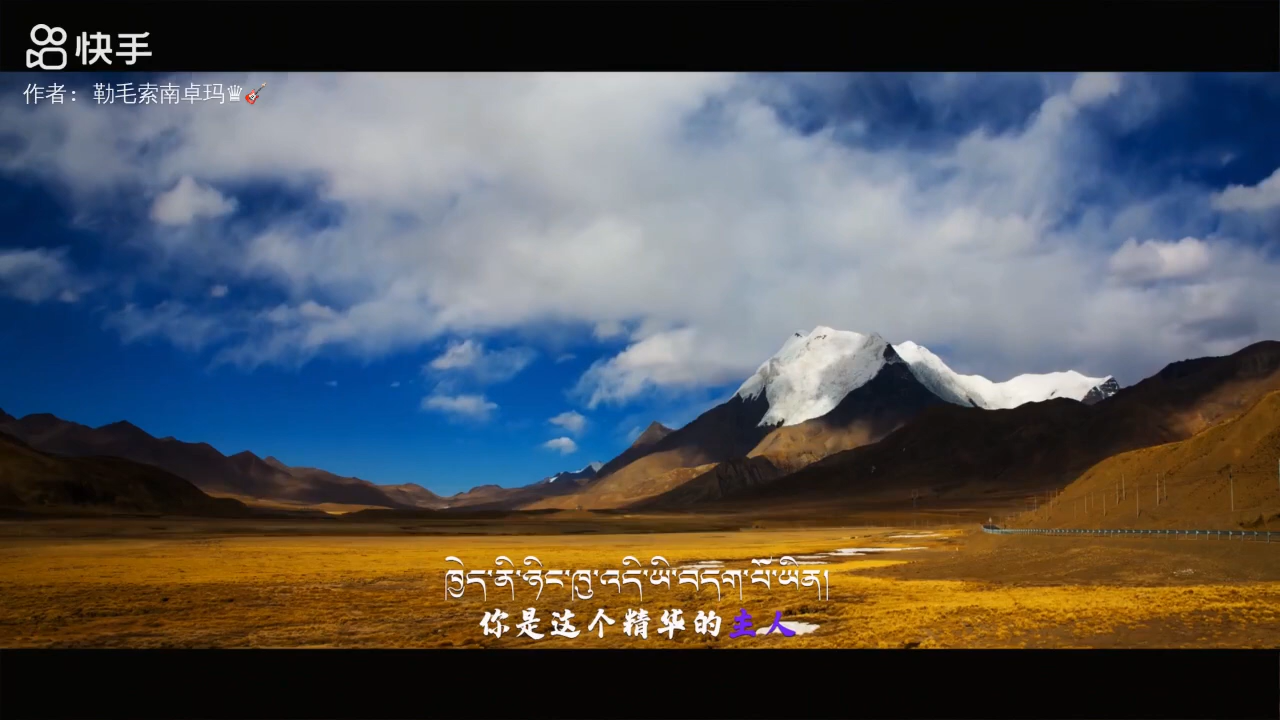 快手
作者: 勒毛索南卓玛♛🎸
ཁྱེད་ནི་ཉིང་ཁུ་འདི་ཡི་བདག་པོ་ཡིན།
你是这个精华的主人